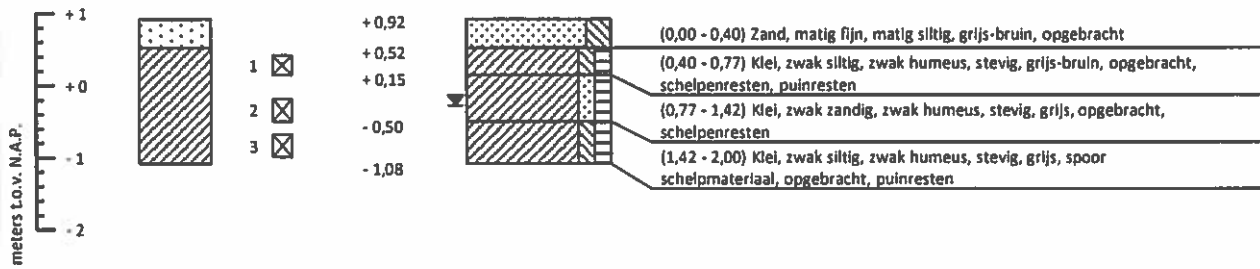 + 1
+ 0
- 1
- 2
meters t.o.v. N.A.P.
1
2
3
+ 0,92
+ 0,52
+ 0,15
- 0,50
- 1,08
(0,00 - 0,40) Zand, matig fijn, matig siltig, grijs-bruin, opgebracht
(0,40 - 0,77) Klei, zwak siltig, zwak humeus, stevig, grijs-bruin, opgebracht,
schelpenresten, puinresten
(0,77 - 1,42) Klei, zwak zandig, zwak humeus, stevig, grijs, opgebracht,
schelpenresten
(1,42 - 2,00) Klei, zwak siltig, zwak humeus, stevig, grijs, spoor
schelpmateriaal, opgebracht, puinresten